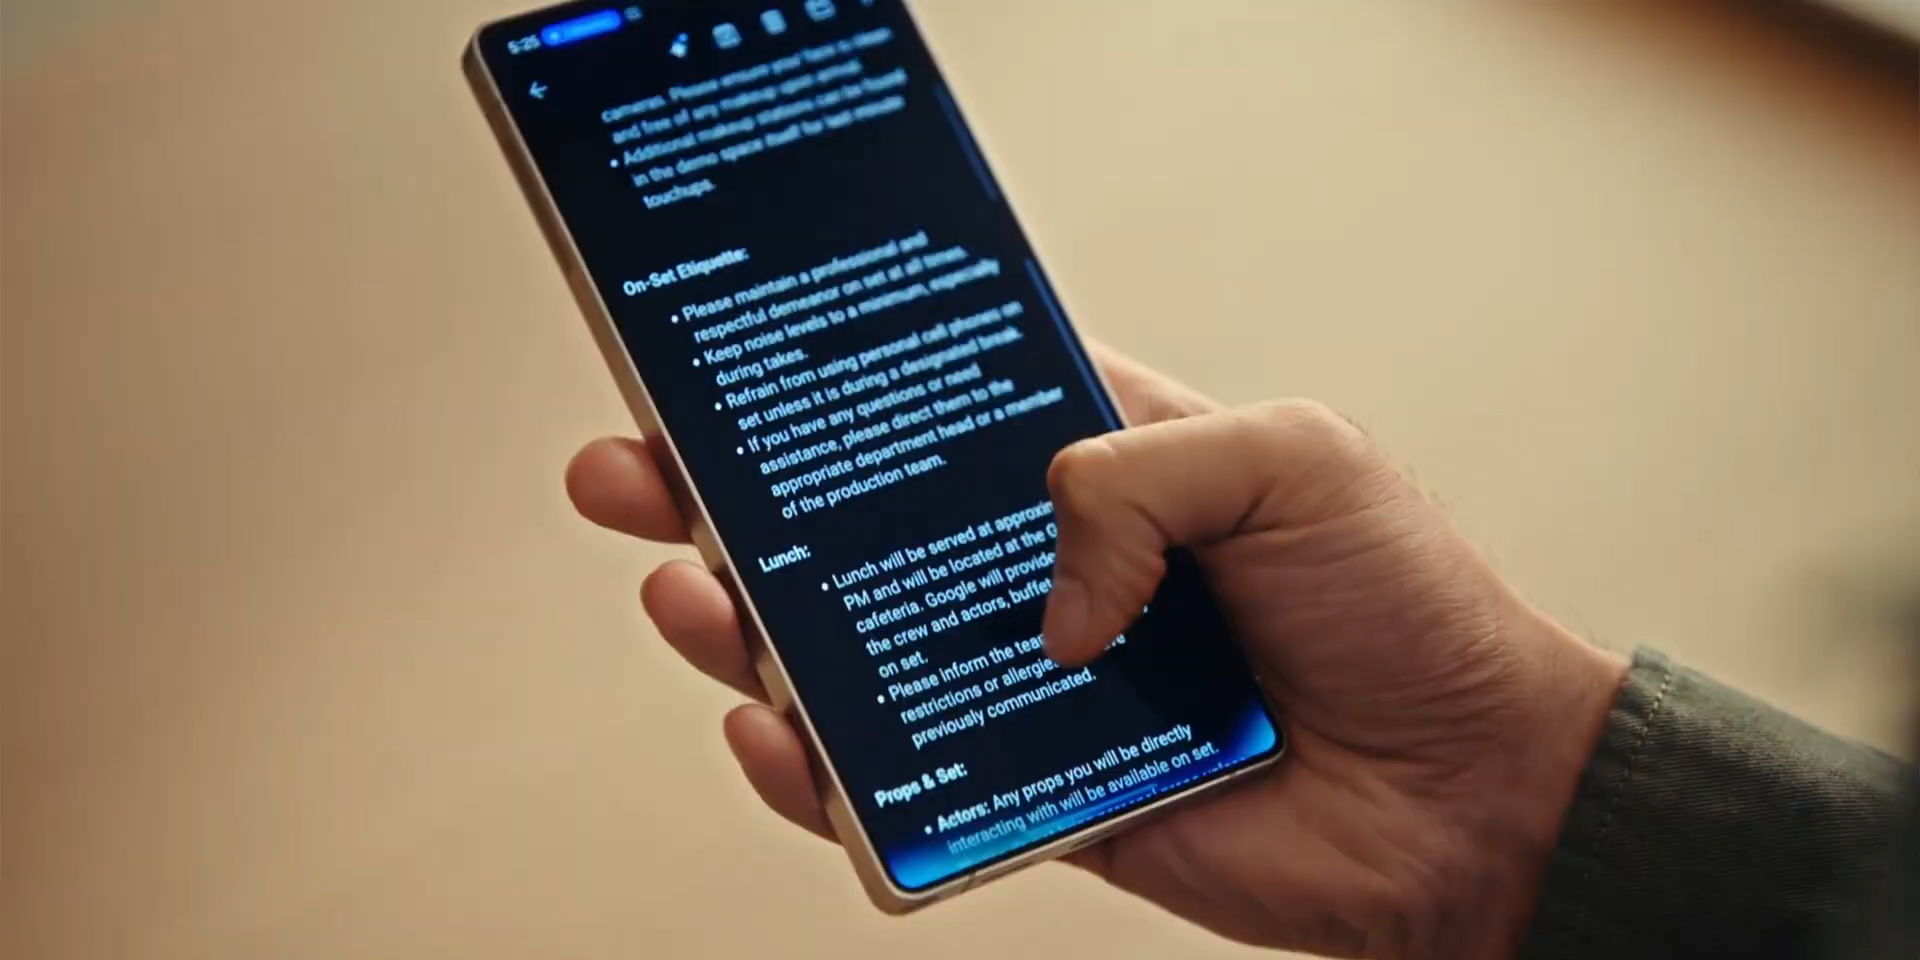 5:25
cameras. Please ensure your face is clean
and free of any makeup upon arrival.
• Additional makeup stations can be found
in the demo space itself for last minute
touchups.
On-Set Etiquette:
• Please maintain a professional and
respectful demeanor on set at all times.
• Keep noise levels to a minimum, especially
during takes.
• Refrain from using personal cell phones on
set unless it is during a designated break.
• If you have any questions or need
assistance, please direct them to the
appropriate department head or a member
of the production team.
Lunch:
• Lunch will be served at approxim
PM and will be located at the G
cafeteria. Google will provide
the crew and actors, buffet
on set.
• Please inform the team
restrictions or allergie
previously communicated.
Props & Set:
• Actors: Any props you will be directly
interacting with will be available on set.